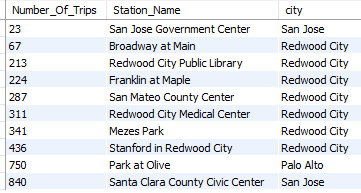 Number_Of_Trips Station_Name city
23 San Jose Government Center San Jose
67 Broadway at Main Redwood City
213 Redwood City Public Library Redwood City
224 Franklin at Maple Redwood City
287 San Mateo County Center Redwood City
311 Redwood City Medical Center Redwood City
341 Mezes Park Redwood City
436 Stanford in Redwood City Redwood City
750 Park at Olive Palo Alto
840 Santa Clara County Civic Center San Jose